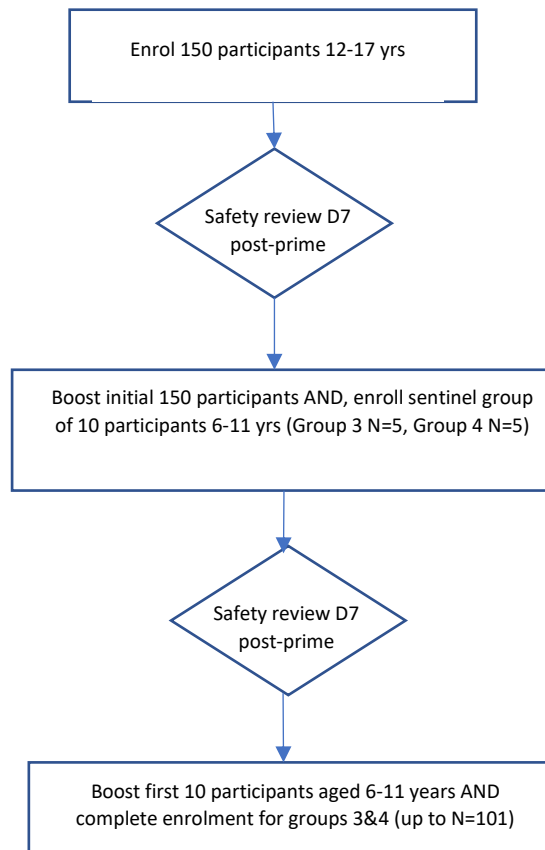 Enrol 150 participants 12-17 yrs
Safety review D7
post-prime
Boost initial 150 participants AND, enroll sentinel group
of 10 participants 6-11 yrs (Group 3 N=5, Group 4 N=5)
Safety review D7
post-prime
Boost first 10 participants aged 6-11 years AND
complete enrolment for groups 3&4 (up to N=101)